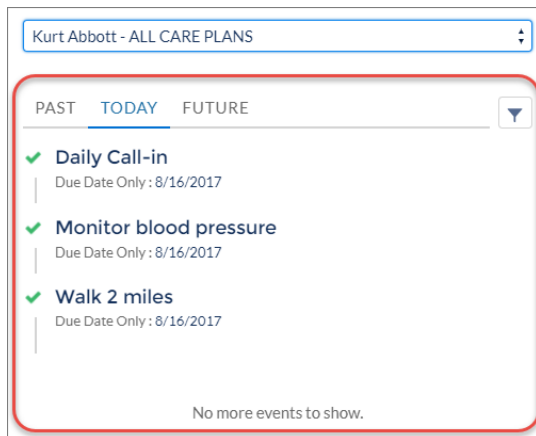 Kurt Abbott - ALL CARE PLANS
PAST TODAY FUTURE
Daily Call-in
Due Date Only : 8/16/2017
Monitor blood pressure
Due Date Only : 8/16/2017
Walk 2 miles
Due Date Only : 8/16/2017
No more events to show.